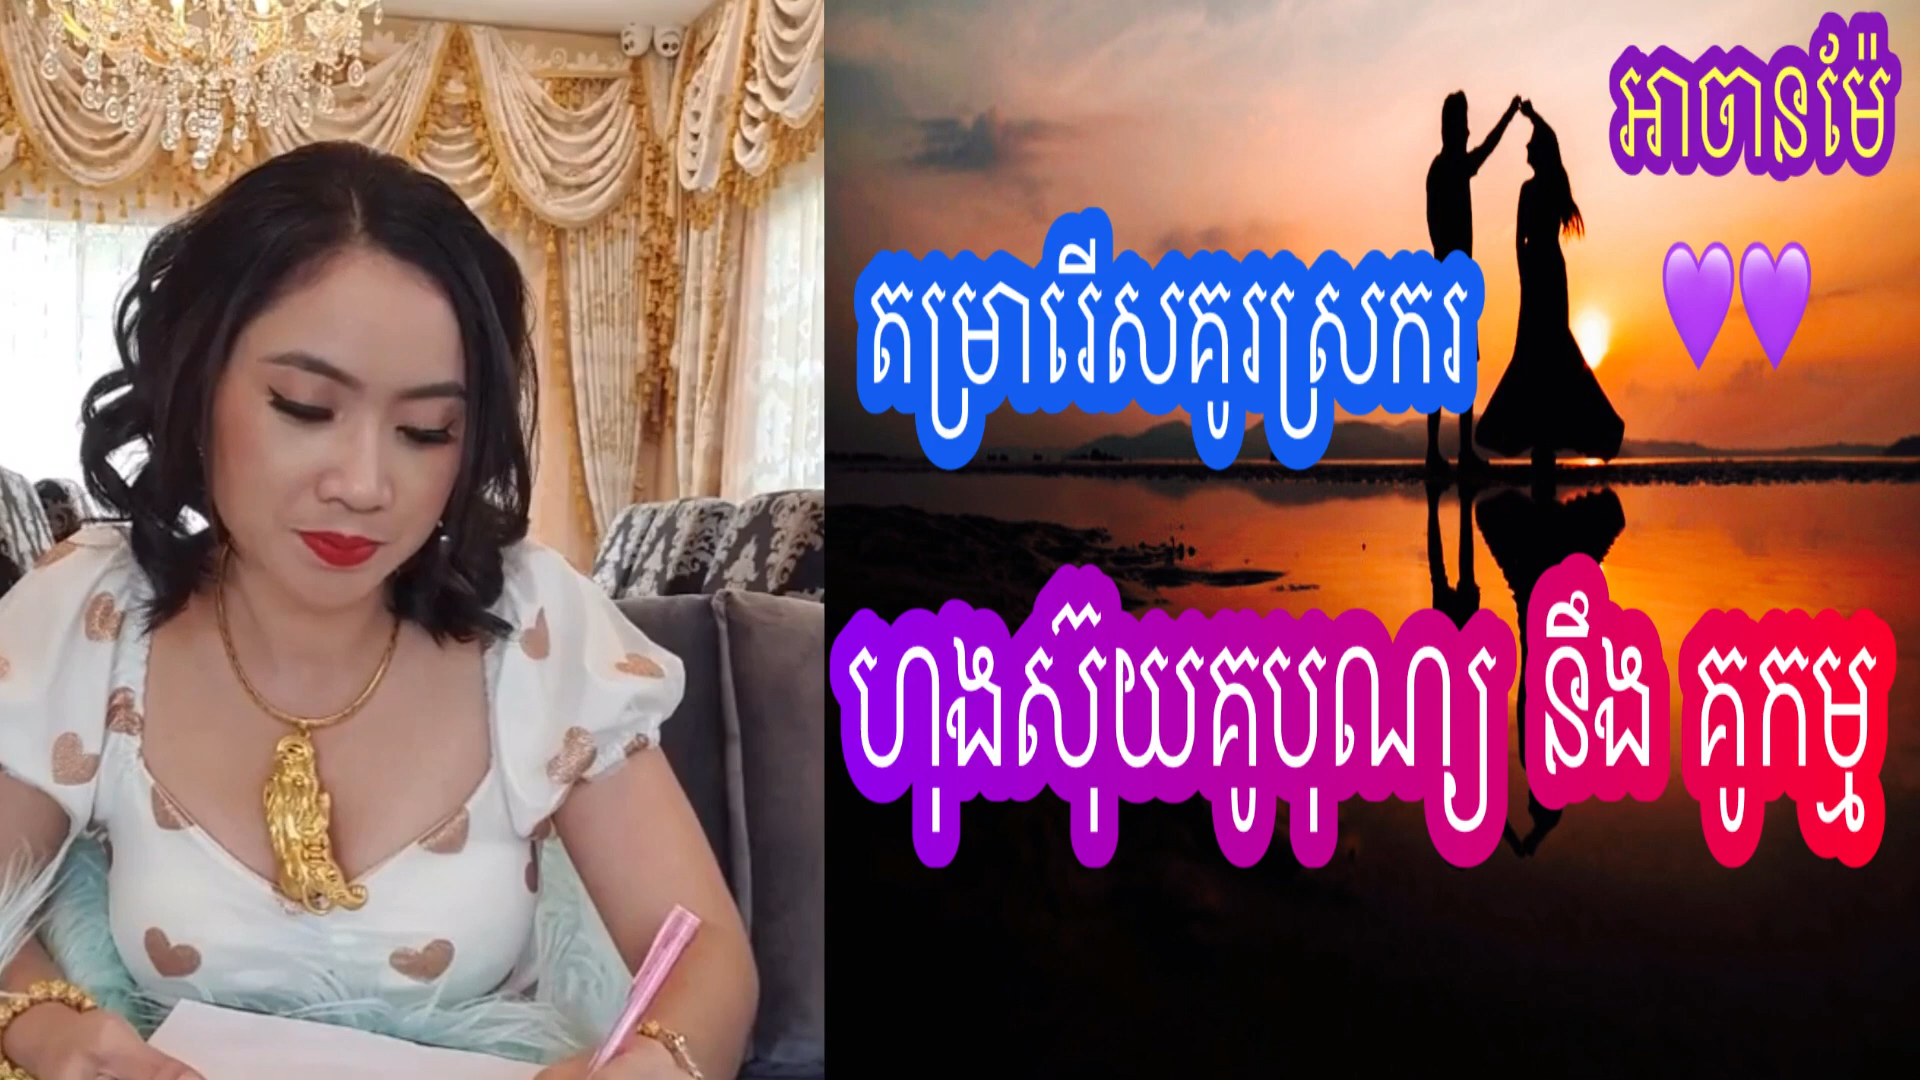 អាចានម៉ែ
តម្រារើសគូរស្រករ
ហុងស៊ុយគូបុណ្យ នឹង គូកម្ម